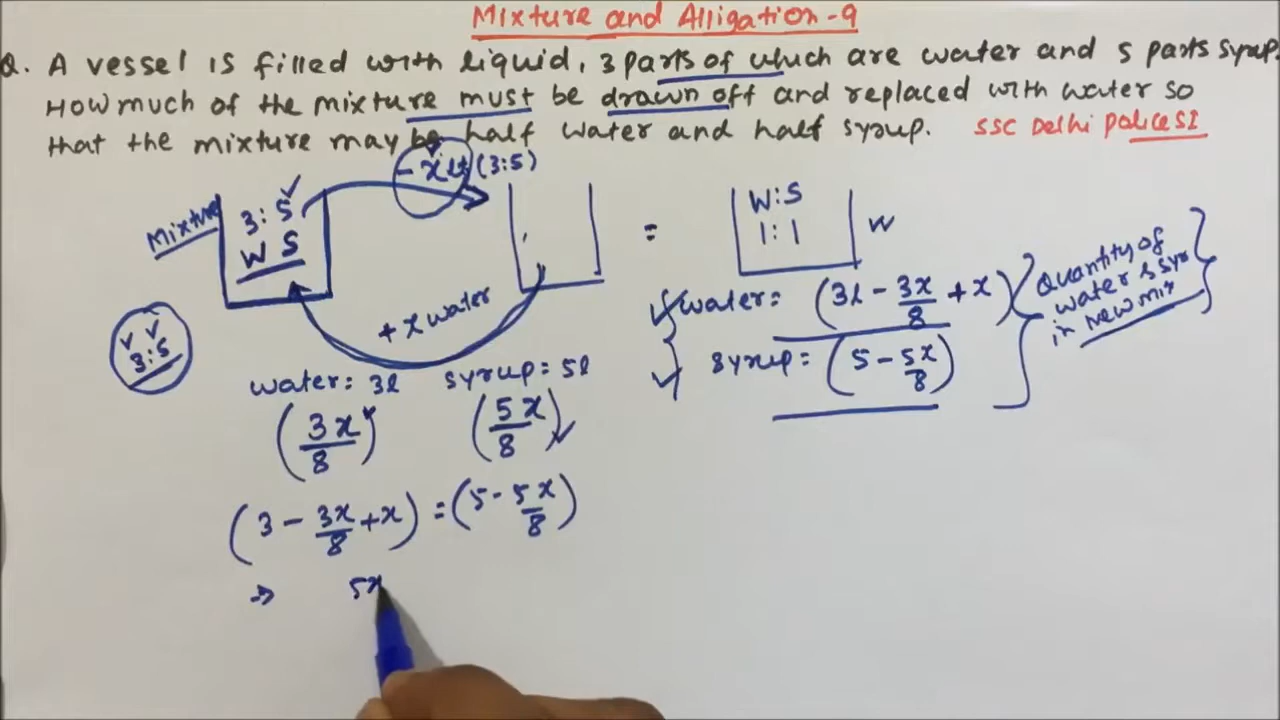 Mixture and Alligation-9
Q. A vessel is filled with liquid, 3 parts of which are water and 5 parts syrup.
How much of the mixture must be drawn off and replaced with water so
that the mixture may be half water and half syrup. SSC Delhi Police SI
- x lt (3:5)
Mixture
3:5
W S
=
W:S
1:1
W
+ x water
3:5
water: 3l
syrup: 5l
(3x/8)
(5x/8)
water: (3l - 3x/8 + x)
syrup: (5 - 5x/8)
Quantity of
water & syr
in new mix
(3 - 3x/8 + x) = (5 - 5x/8)
⇒ 5x